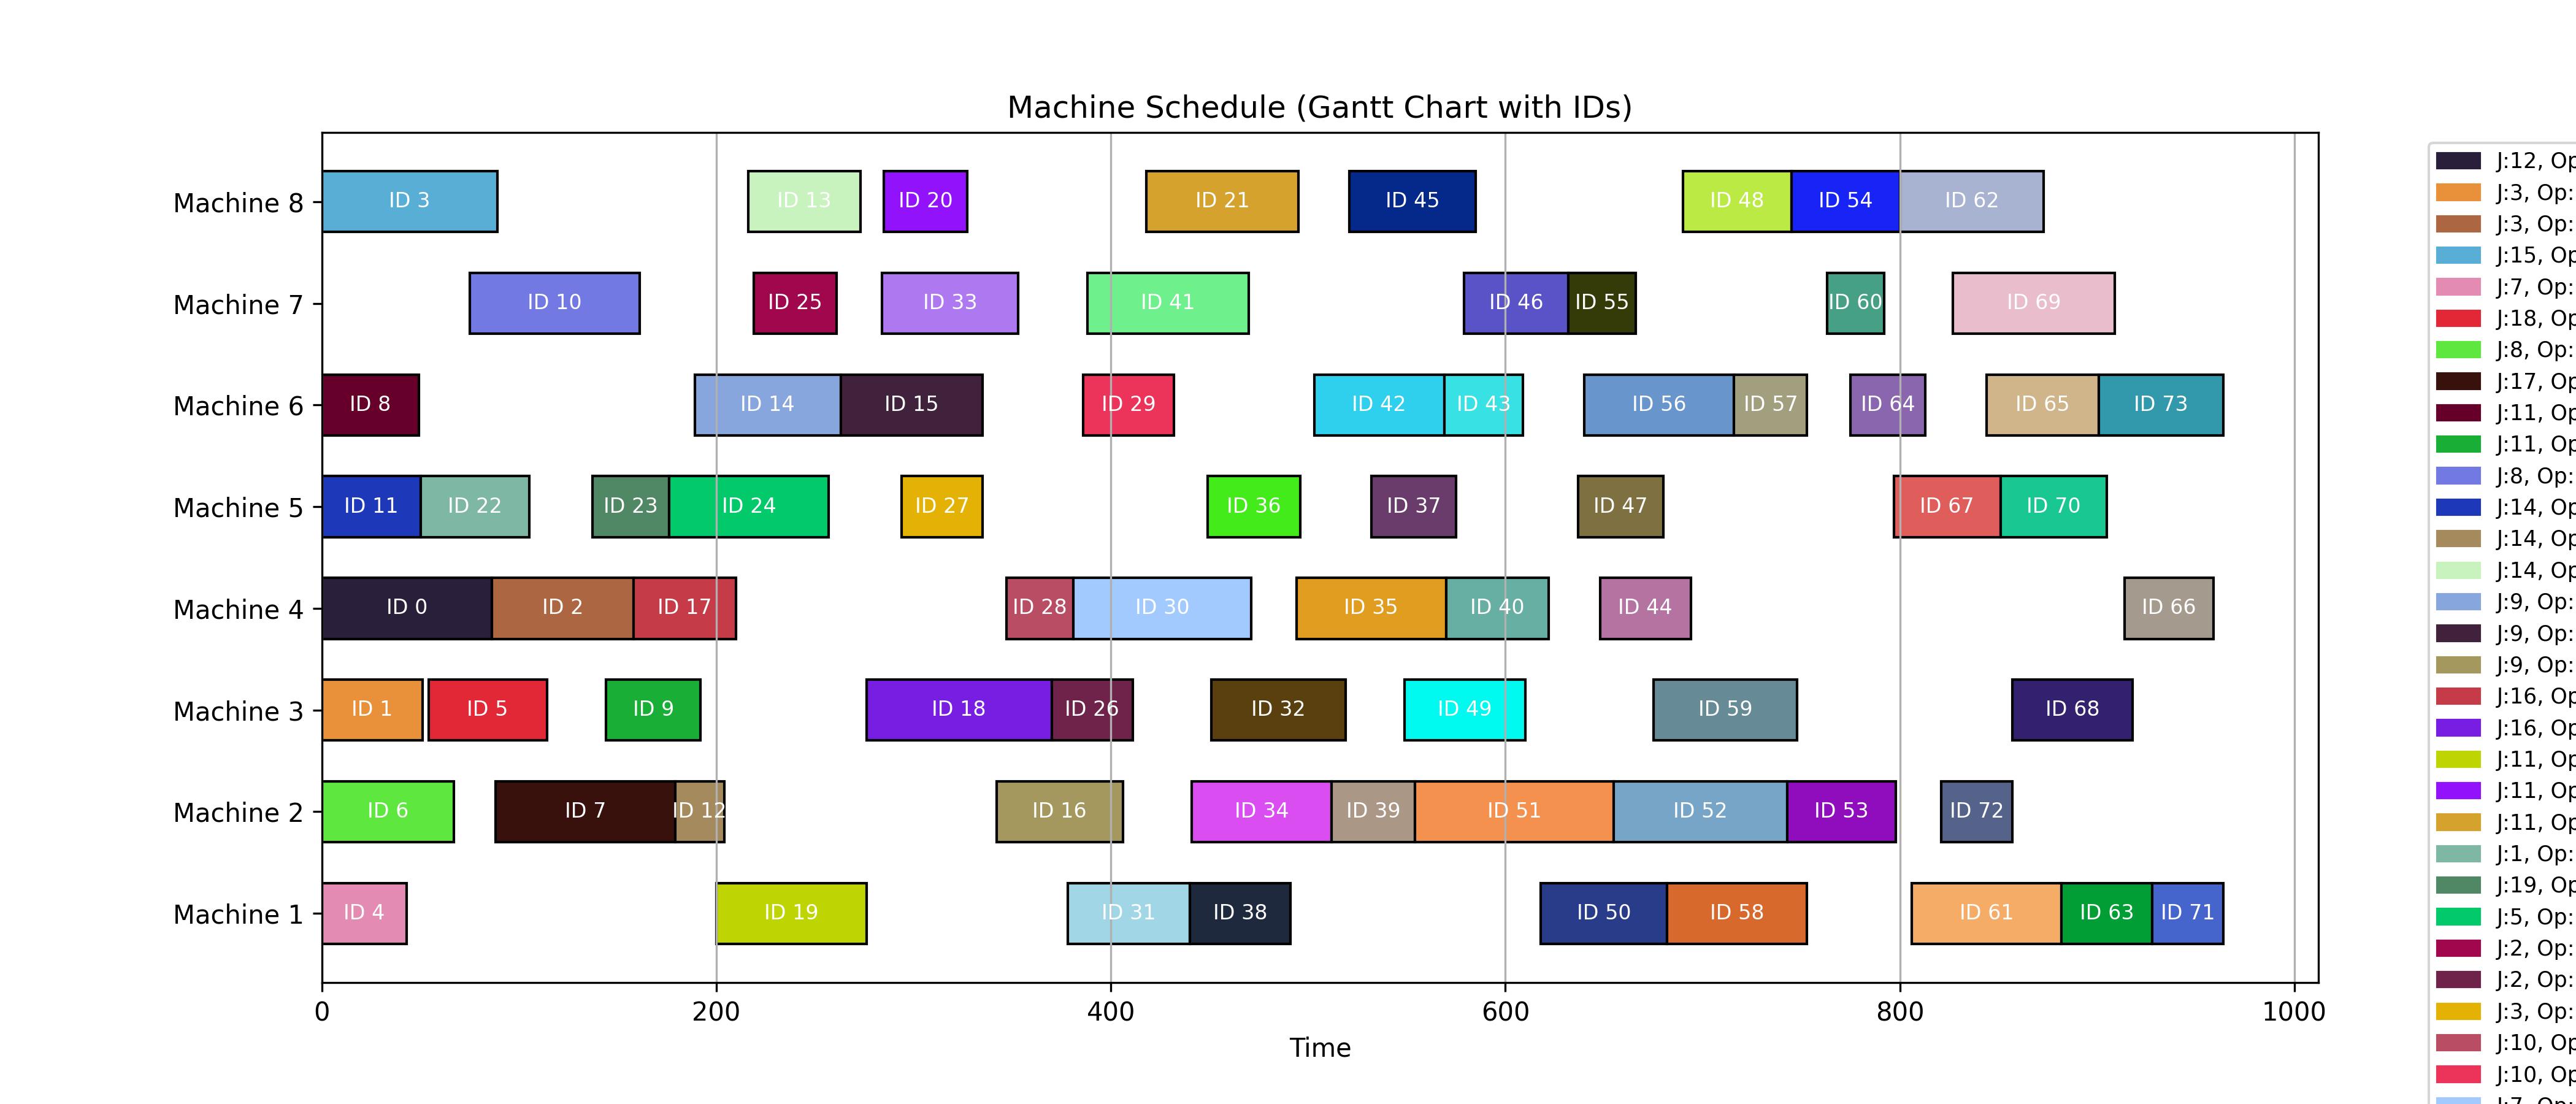 Machine Schedule (Gantt Chart with IDs)
Machine 8
ID 3
ID 13
ID 20
ID 21
ID 45
ID 48
ID 54
ID 62
Machine 7
ID 10
ID 25
ID 33
ID 41
ID 46
ID 55
ID 60
ID 69
Machine 6
ID 8
ID 14
ID 15
ID 29
ID 42
ID 43
ID 56
ID 57
ID 64
ID 65
ID 73
Machine 5
ID 11
ID 22
ID 23
ID 24
ID 27
ID 36
ID 37
ID 47
ID 67
ID 70
Machine 4
ID 0
ID 2
ID 17
ID 28
ID 30
ID 35
ID 40
ID 44
ID 66
Machine 3
ID 1
ID 5
ID 9
ID 18
ID 26
ID 32
ID 49
ID 59
ID 68
Machine 2
ID 6
ID 7
ID 12
ID 16
ID 34
ID 39
ID 51
ID 52
ID 53
ID 72
Machine 1
ID 4
ID 19
ID 31
ID 38
ID 50
ID 58
ID 61
ID 63
ID 71
0
200
400
600
800
1000
Time
J:12, Op
J:3, Op:
J:3, Op:
J:15, Op
J:7, Op:
J:18, Op
J:8, Op:
J:17, Op
J:11, Op
J:11, Op
J:8, Op:
J:14, Op
J:14, Op
J:14, Op
J:9, Op:
J:9, Op:
J:9, Op:
J:16, Op
J:16, Op
J:11, Op
J:11, Op
J:11, Op
J:1, Op:
J:19, Op
J:5, Op:
J:2, Op:
J:2, Op:
J:3, Op:
J:10, Op
J:10, Op
J:7, Op: